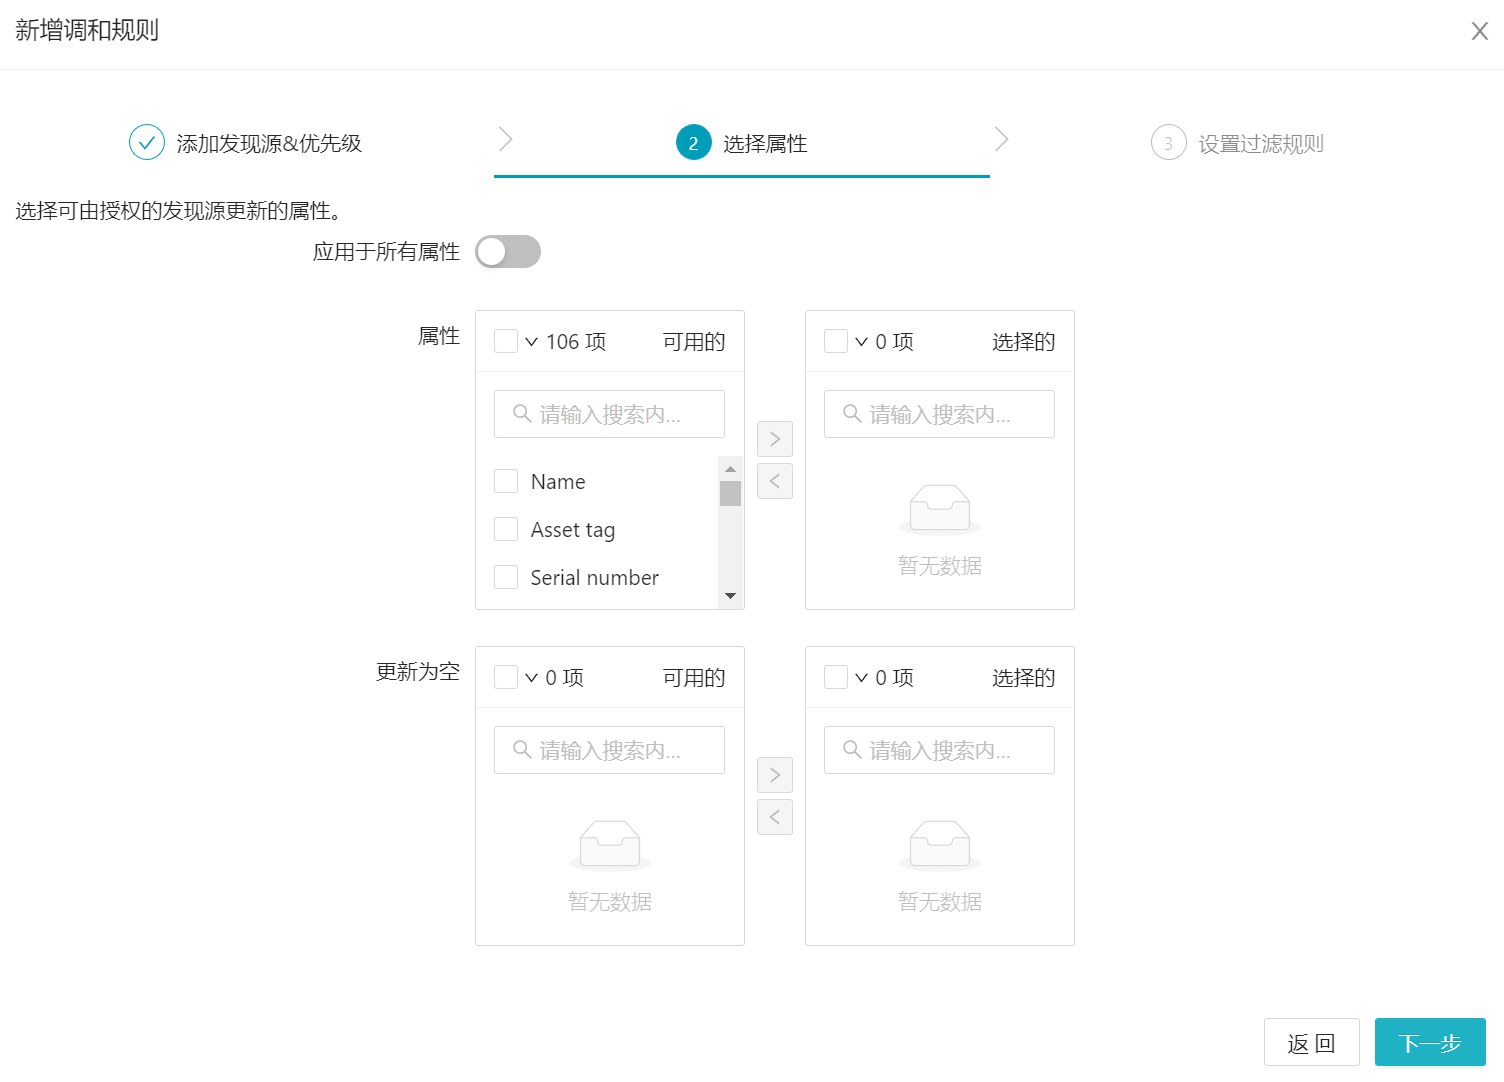 新增调和规则
添加发现源&优先级
2 选择属性
3 设置过滤规则
选择可由授权的发现源更新的属性。
应用于所有属性
属性
106 项 可用的
请输入搜索内...
Name
Asset tag
Serial number
0 项 选择的
请输入搜索内...
暂无数据
更新为空
0 项 可用的
请输入搜索内...
暂无数据
0 项 选择的
请输入搜索内...
暂无数据
返 回
下一步